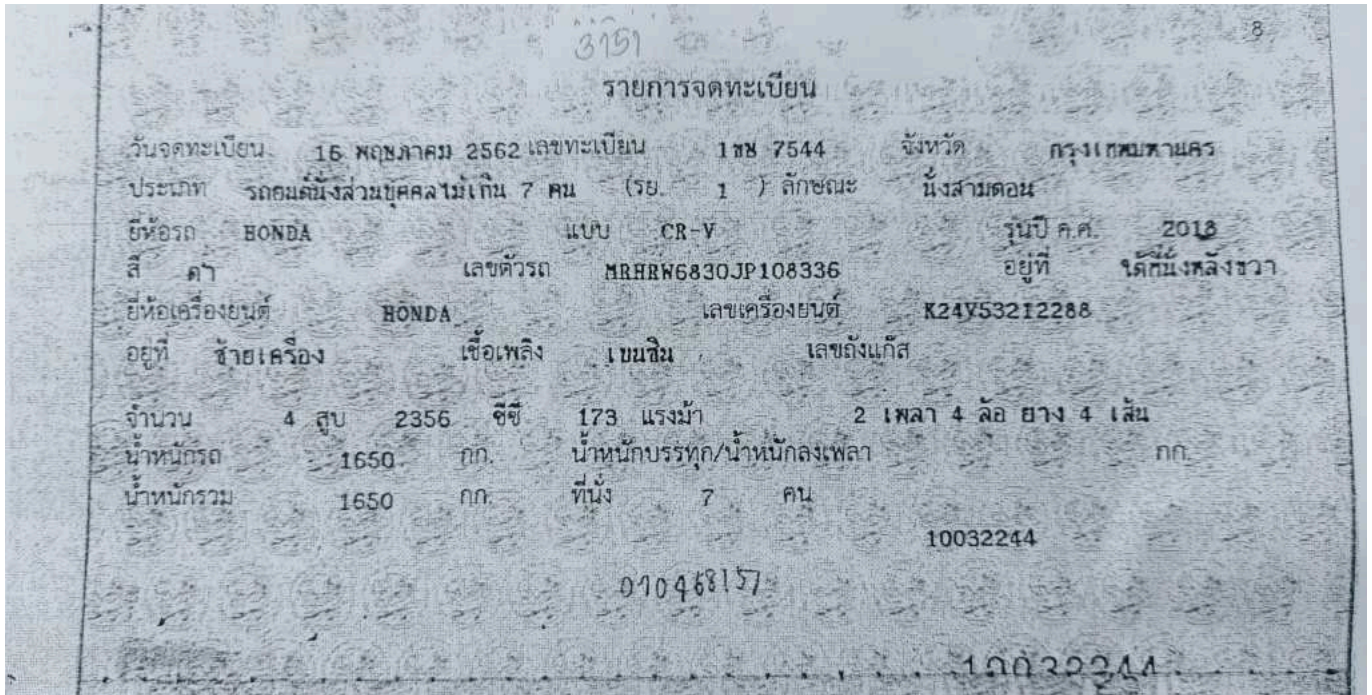 3151
8
รายการจดทะเบียน
วันจดทะเบียน 16 พฤษภาคม 2562 เลขทะเบียน 1ขช 7544 จังหวัด กรุงเทพมหานคร
ประเภท รถยนต์นั่งส่วนบุคคลไม่เกิน 7 คน (รย. 1 ) ลักษณะ นั่งสามตอน
ยี่ห้อรถ HONDA แบบ CR-V รุ่นปี ค.ศ. 2018
สี ดำ เลขตัวรถ MRHRW6830JP108336 อยู่ที่ ใต้ที่นั่งหลังขวา
ยี่ห้อเครื่องยนต์ HONDA เลขเครื่องยนต์ K24V53212288
อยู่ที่ ซ้ายเครื่อง เชื้อเพลิง เบนซิน เลขถังแก๊ส
จำนวน 4 สูบ 2356 ซีซี 173 แรงม้า 2 เพลา 4 ล้อ ยาง 4 เส้น
น้ำหนักรถ 1650 กก. น้ำหนักบรรทุก/น้ำหนักลงเพลา กก.
น้ำหนักรวม 1650 กก. ที่นั่ง 7 คน
10032244
010468157
10032244